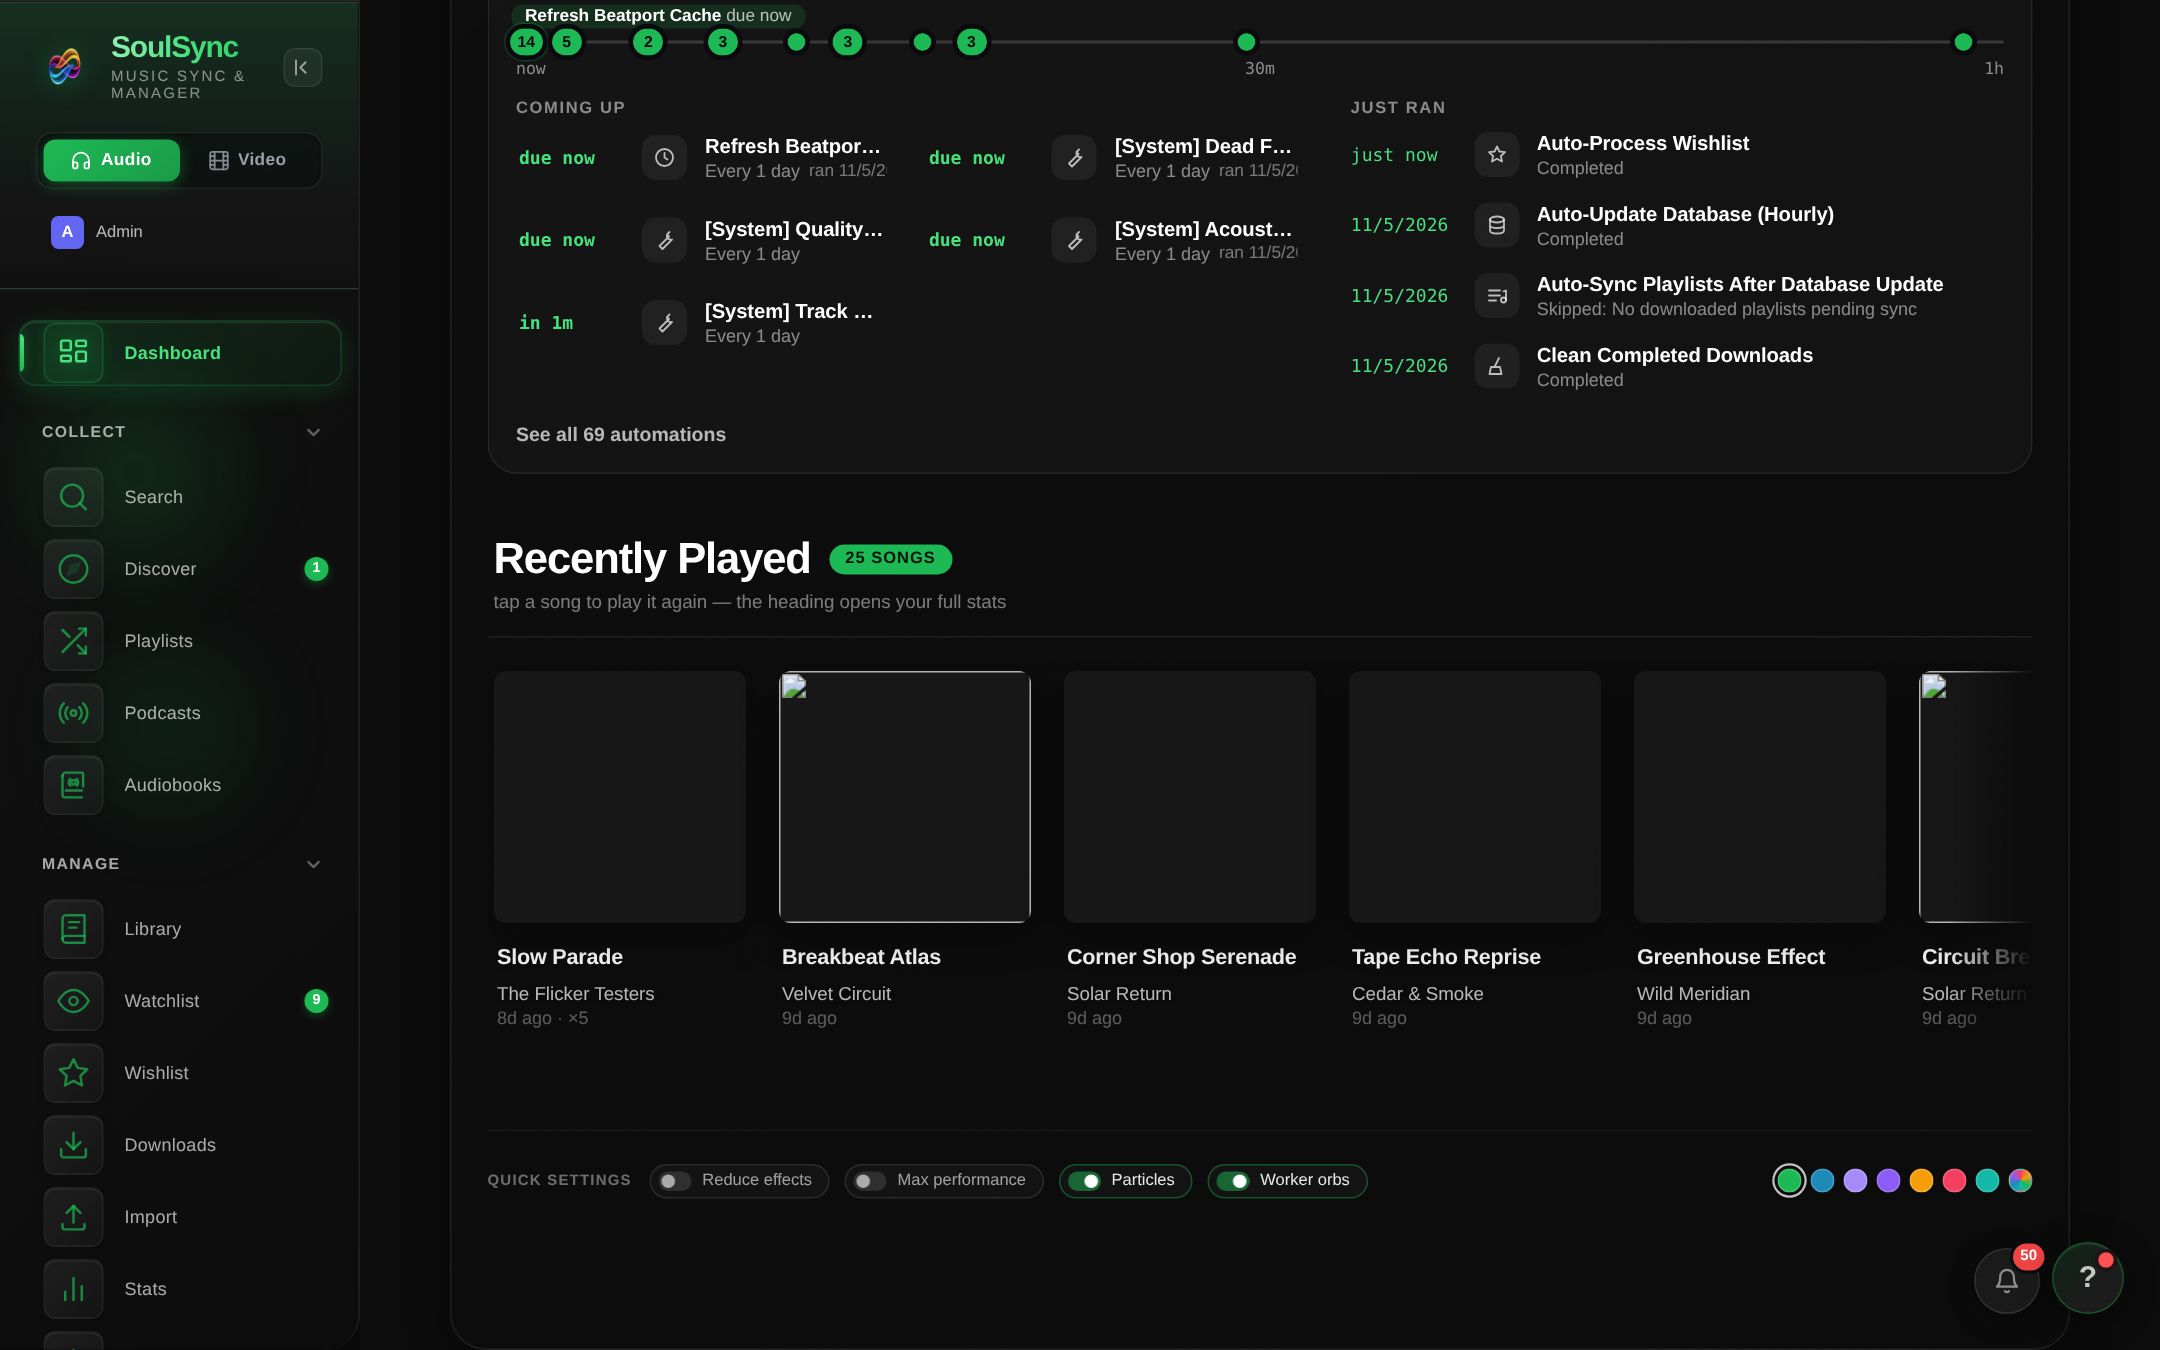 SoulSync
MUSIC SYNC &
MANAGER
Audio
Video
A
Admin
Dashboard
COLLECT
Search
Discover
1
Playlists
Podcasts
Audiobooks
MANAGE
Library
Watchlist
9
Wishlist
Downloads
Import
Stats
Refresh Beatport Cache due now
14
5
2
3
3
3
now
30m
1h
COMING UP
due now
Refresh Beatpor...
Every 1 day ran 11/5/2
due now
[System] Dead F...
Every 1 day ran 11/5/2
due now
[System] Quality...
Every 1 day
due now
[System] Acoust...
Every 1 day ran 11/5/2
in 1m
[System] Track ...
Every 1 day
JUST RAN
just now
Auto-Process Wishlist
Completed
11/5/2026
Auto-Update Database (Hourly)
Completed
11/5/2026
Auto-Sync Playlists After Database Update
Skipped: No downloaded playlists pending sync
11/5/2026
Clean Completed Downloads
Completed
See all 69 automations
Recently Played
25 SONGS
tap a song to play it again — the heading opens your full stats
Slow Parade
The Flicker Testers
8d ago · ×5
Breakbeat Atlas
Velvet Circuit
9d ago
Corner Shop Serenade
Solar Return
9d ago
Tape Echo Reprise
Cedar & Smoke
9d ago
Greenhouse Effect
Wild Meridian
9d ago
Circuit Bre
Solar Return
9d ago
QUICK SETTINGS
Reduce effects
Max performance
Particles
Worker orbs
50
?